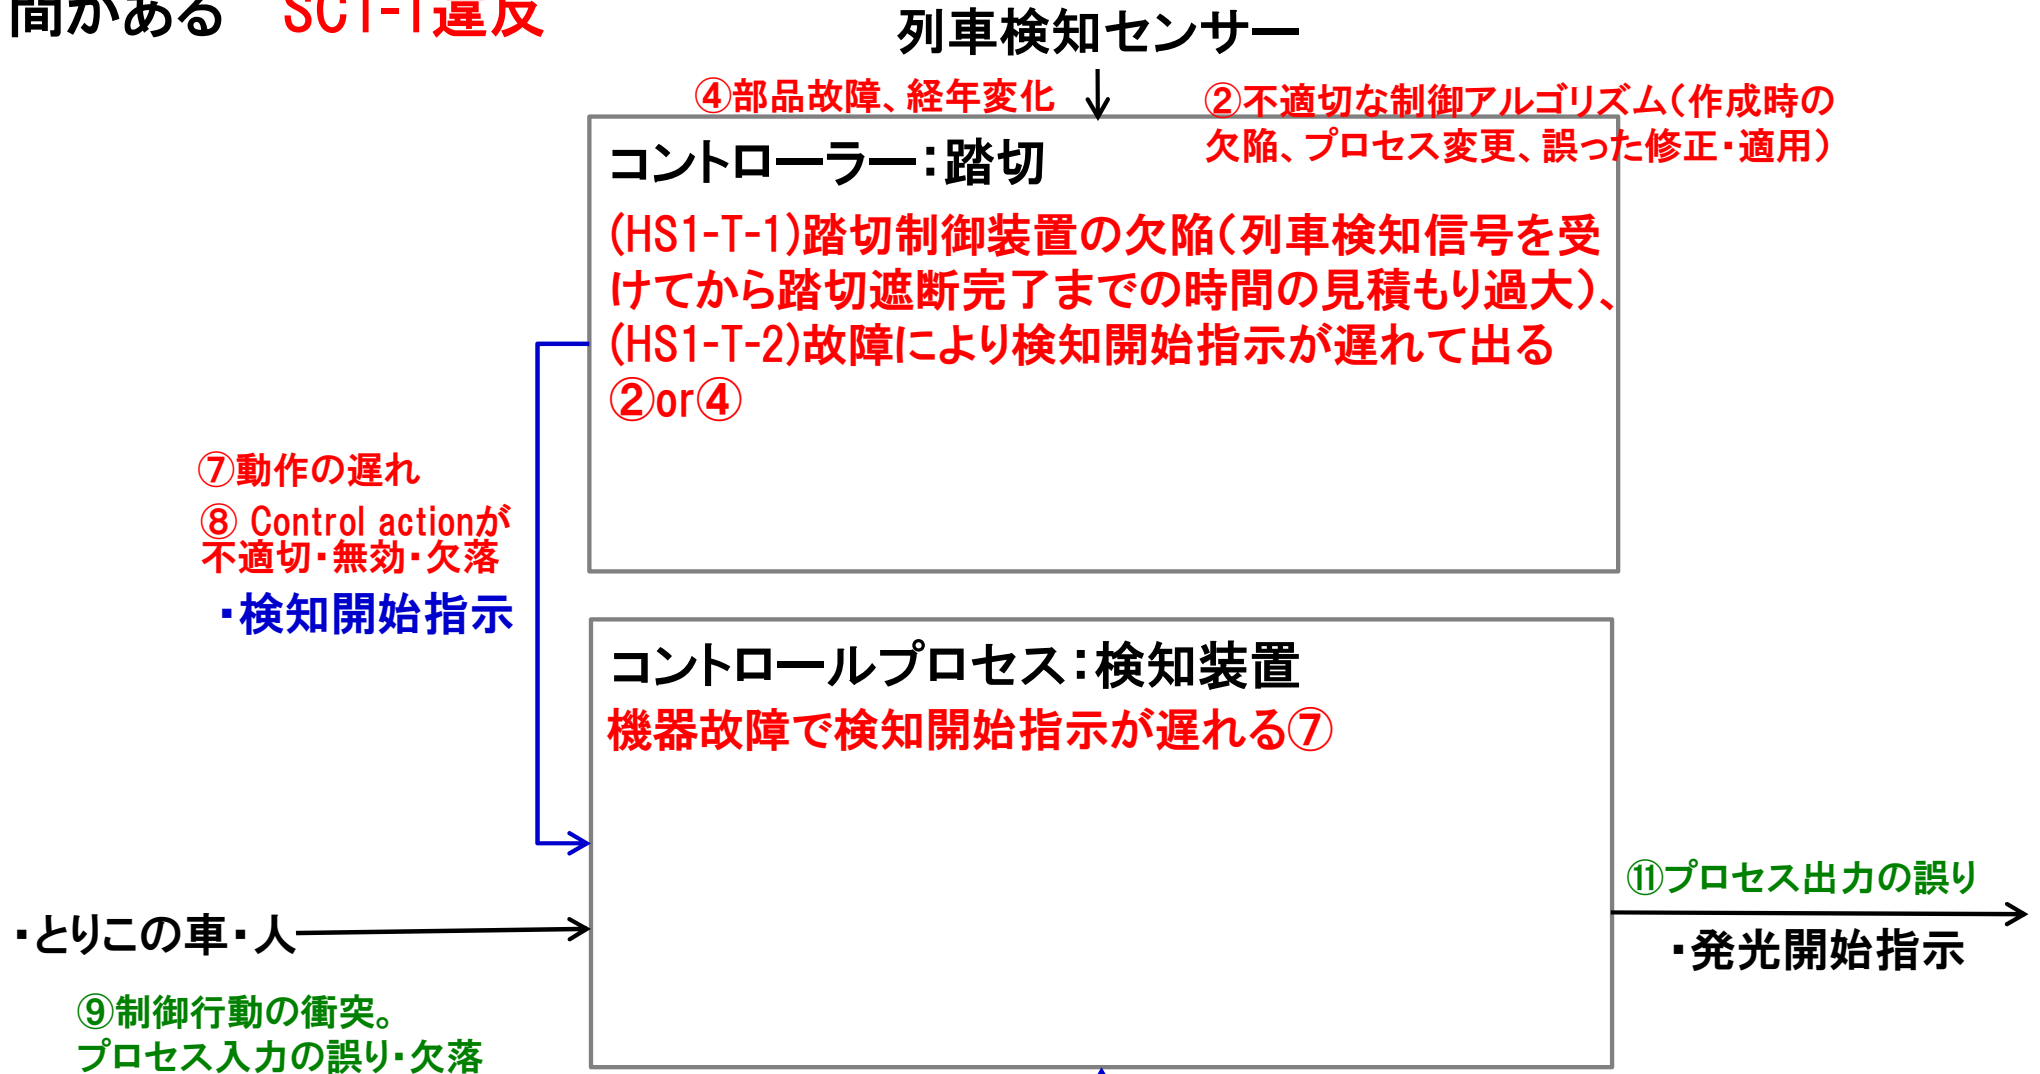 間がある　SC1-1違反
列車検知センサー
④部品故障、経年変化
②不適切な制御アルゴリズム（作成時の
欠陥、プロセス変更、誤った修正・適用）
コントローラー：踏切
(HS1-T-1)踏切制御装置の欠陥（列車検知信号を受
けてから踏切遮断完了までの時間の見積もり過大）、
(HS1-T-2)故障により検知開始指示が遅れて出る
②or④
⑦動作の遅れ
⑧ Control actionが
不適切・無効・欠落
・検知開始指示
コントロールプロセス：検知装置
機器故障で検知開始指示が遅れる⑦
⑪プロセス出力の誤り
・とりこの車・人
・発光開始指示
⑨制御行動の衝突。
プロセス入力の誤り・欠落